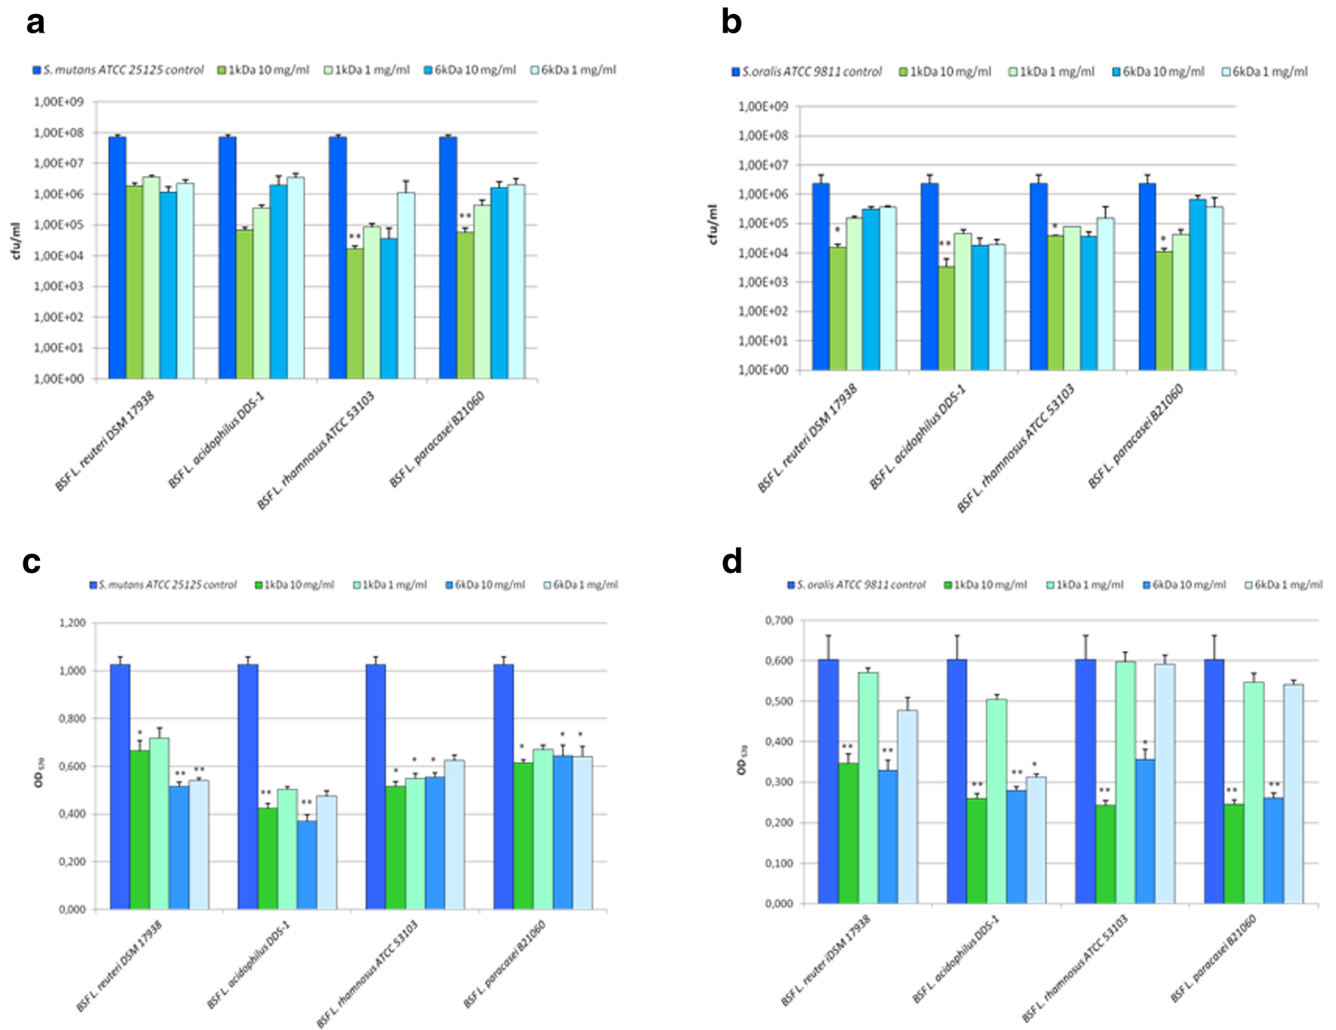 a
S. mutans ATCC 25125 control 1kDa 10 mg/ml 1kDa 1 mg/ml 6kDa 10 mg/ml 6kDa 1 mg/ml
cfu/ml
1,00E+09
1,00E+08
1,00E+07
1,00E+06
1,00E+05
1,00E+04
1,00E+03
1,00E+02
1,00E+01
1,00E+00
**
**
BSF L. reuteri DSM 17938
BSF L. acidophilus DDS-1
BSF L. rhamnosus ATCC 53103
BSF L. paracasei B21060
b
S.oralis ATCC 9811 control 1kDa 10 mg/ml 1kDa 1 mg/ml 6kDa 10 mg/ml 6kDa 1 mg/ml
cfu/ml
1,00E+09
1,00E+08
1,00E+07
1,00E+06
1,00E+05
1,00E+04
1,00E+03
1,00E+02
1,00E+01
1,00E+00
*
**
*
*
BSF L. reuteri DSM 17938
BSF L. acidophilus DDS-1
BSF L. rhamnosus ATCC 53103
BSF L. paracasei B21060
c
S. mutans ATCC 25125 control 1kDa 10 mg/ml 1kDa 1 mg/ml 6kDa 10 mg/ml 6kDa 1 mg/ml
OD 570
1,200
1,000
0,800
0,600
0,400
0,200
0,000
* ** **
** **
* * *
* * *
BSF L. reuteri DSM 17938
BSF L. acidophilus DDS-1
BSF L. rhamnosus ATCC 53103
BSF L. paracasei B21060
d
S. oralis ATCC 9811 control 1kDa 10 mg/ml 1kDa 1 mg/ml 6kDa 10 mg/ml 6kDa 1 mg/ml
OD 570
0,700
0,600
0,500
0,400
0,300
0,200
0,100
0,000
** **
** ** *
** *
** **
BSF L. reuter iDSM 17938
BSF L. acidophilus DDS-1
BSF L. rhamnosus ATCC 53103
BSF L. paracasei B21060